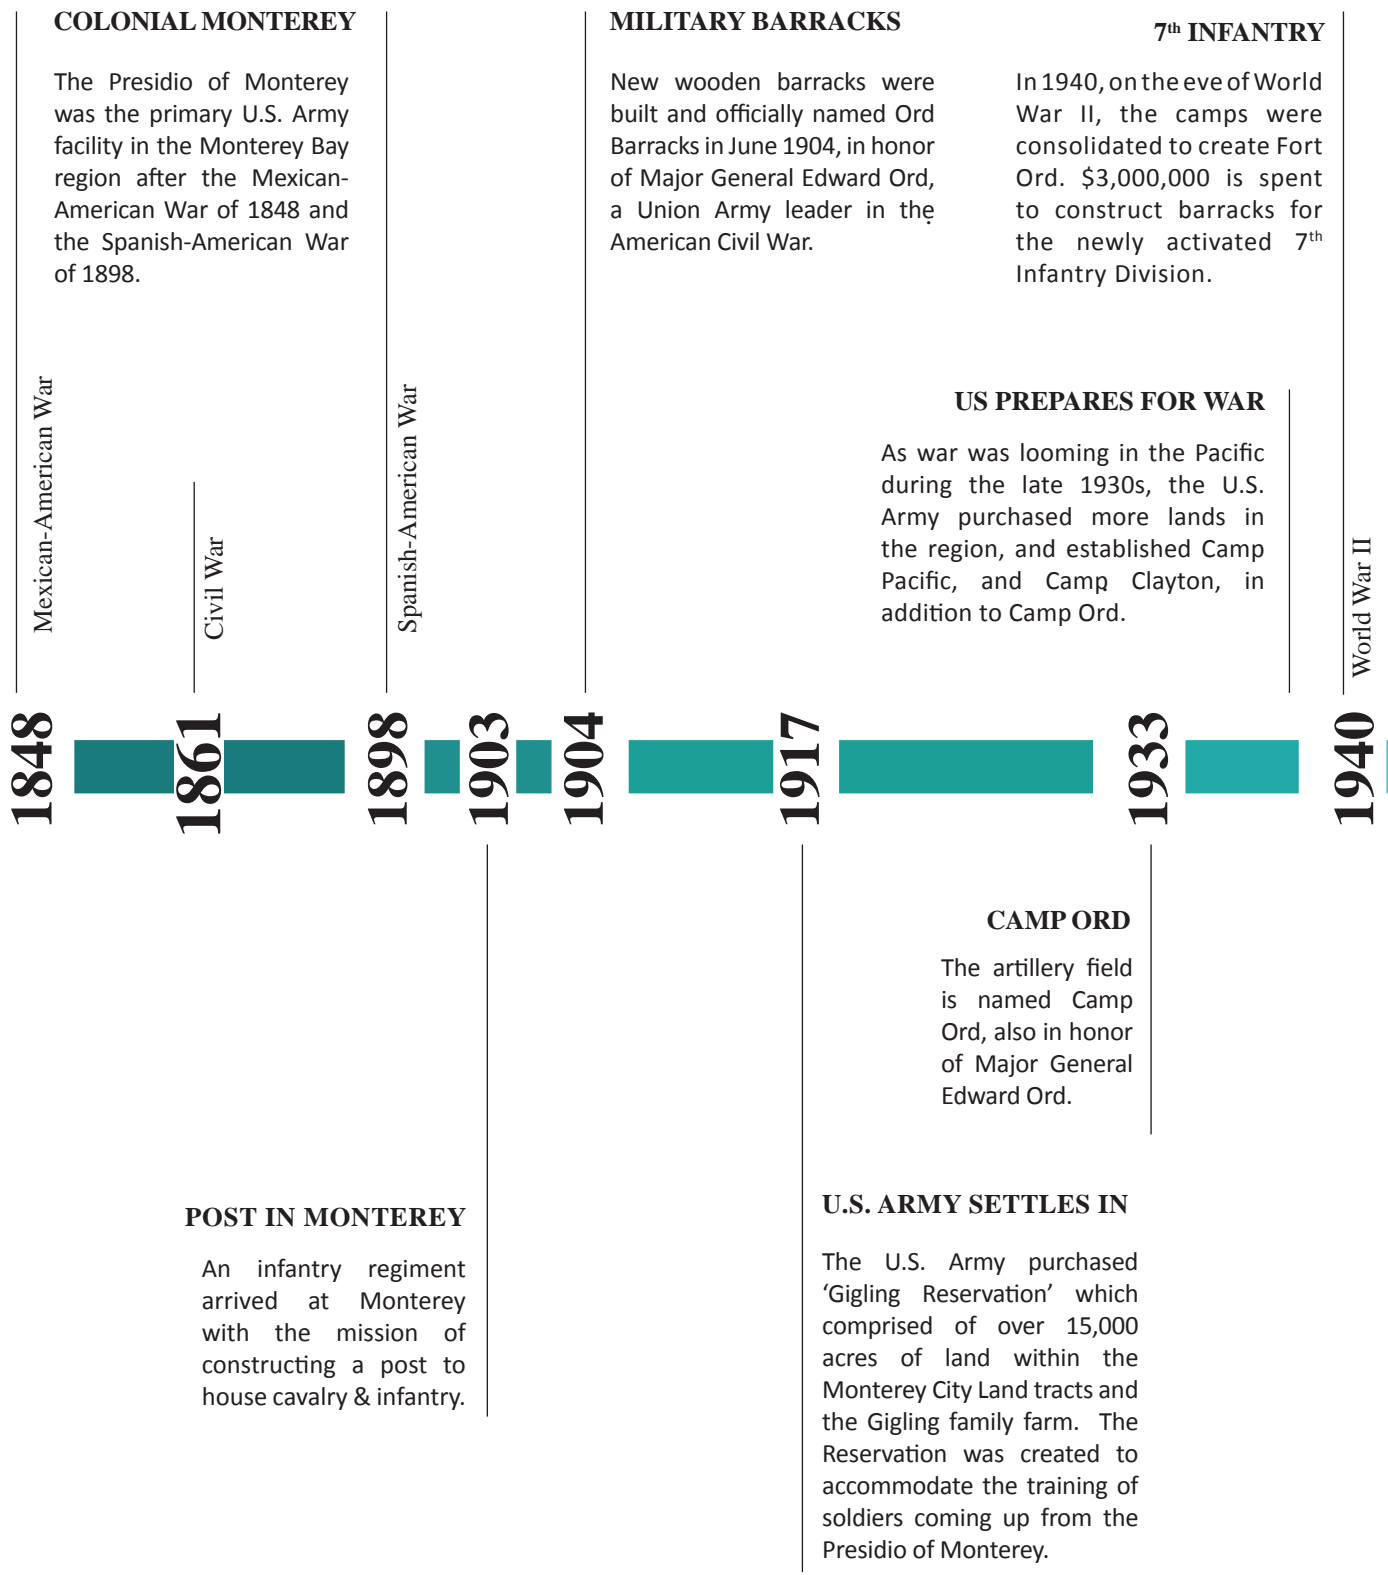 COLONIAL MONTEREY
The Presidio of Monterey
was the primary U.S. Army
facility in the Monterey Bay
region after the Mexican-
American War of 1848 and
the Spanish-American War
of 1898.
MILITARY BARRACKS
New wooden barracks were
built and officially named Ord
Barracks in June 1904, in honor
of Major General Edward Ord,
a Union Army leader in the
American Civil War.
7th INFANTRY
In 1940, on the eve of World
War II, the camps were
consolidated to create Fort
Ord. $3,000,000 is spent
to construct barracks for
the newly activated 7th
Infantry Division.
US PREPARES FOR WAR
As war was looming in the Pacific
during the late 1930s, the U.S.
Army purchased more lands in
the region, and established Camp
Pacific, and Camp Clayton, in
addition to Camp Ord.
Mexican-American War
Civil War
Spanish-American War
World War II
1848
1861
1898
1903
1904
1917
1933
1940
CAMP ORD
The artillery field
is named Camp
Ord, also in honor
of Major General
Edward Ord.
POST IN MONTEREY
An infantry regiment
arrived at Monterey
with the mission of
constructing a post to
house cavalry & infantry.
U.S. ARMY SETTLES IN
The U.S. Army purchased
‘Gigling Reservation’ which
comprised of over 15,000
acres of land within the
Monterey City Land tracts and
the Gigling family farm. The
Reservation was created to
accommodate the training of
soldiers coming up from the
Presidio of Monterey.